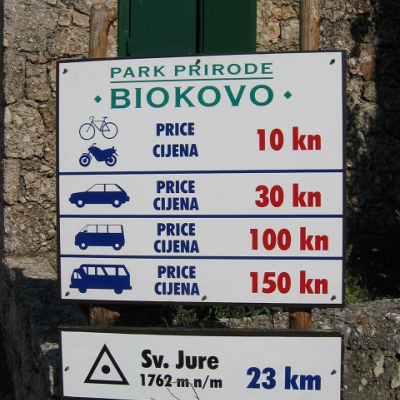 PARK PRIRODE
BIOKOVO
PRICE
CIJENA
10 kn
PRICE
CIJENA
30 kn
PRICE
CIJENA
100 kn
PRICE
CIJENA
150 kn
Sv. Jure
1762 m n/m
23 km